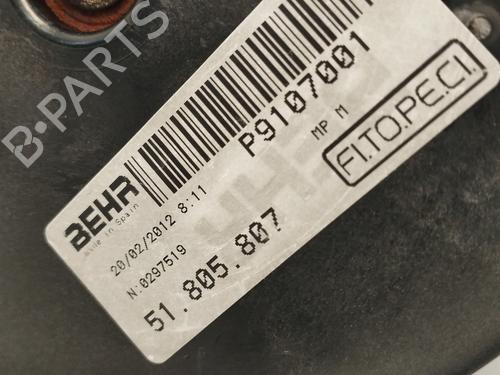 B-PARTS
BEHR
Made in Spain
20/02/2012 8:11
N:0297519
51.805.807
P9107001
MP M
FI.TO.PE.CI.